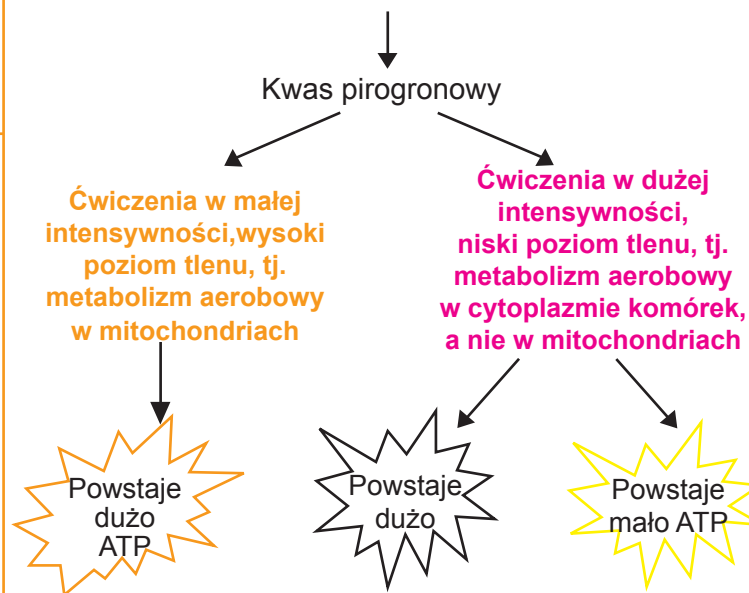 Kwas pirogronowy
Ćwiczenia w małej
intensywności,wysoki
poziom tlenu, tj.
metabolizm aerobowy
w mitochondriach
Ćwiczenia w dużej
intensywności,
niski poziom tlenu, tj.
metabolizm aerobowy
w cytoplazmie komórek,
a nie w mitochondriach
Powstaje
dużo
ATP
Powstaje
dużo
Powstaje
mało ATP